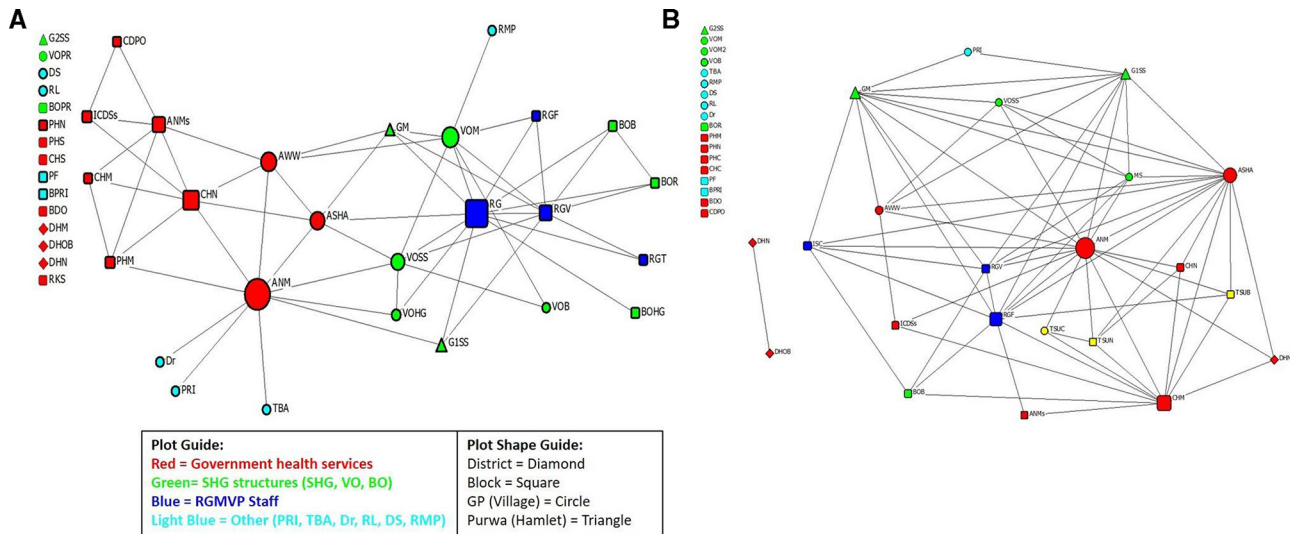 A
G2SS
VOPR
DS
RL
BOPR
PHN
PHS
CHS
PF
BPRI
BDO
DHM
DHOB
DHN
RKS
CDPO
ICDSs
ANMs
CHM
CHN
PHM
AWW
ASHA
ANM
Dr
PRI
TBA
RMP
GM
VOM
RGF
BOB
BOR
RG
RGV
RGT
VOSS
VOHG
VOB
BOHG
G1SS
Plot Guide:
Red = Government health services
Green= SHG structures (SHG, VO, BO)
Blue = RGMVP Staff
Light Blue = Other (PRI, TBA, Dr, RL, DS, RMP)
Plot Shape Guide:
District = Diamond
Block = Square
GP (Village) = Circle
Purwa (Hamlet) = Triangle
B
G2SS
VOM
VOM2
VOB
TBA
RMP
DS
RL
Dr
BOR
PHM
PHN
PHC
CHC
PF
BPRI
BDO
CDPO
PRI
G1SS
GM
VOSS
MS
ASHA
AWW
ANM
DHN
ISC
RGV
CHN
TSUB
RGF
ICDSs
TSUC
TSUN
DHOB
DHM
BOB
CHM
ANMs